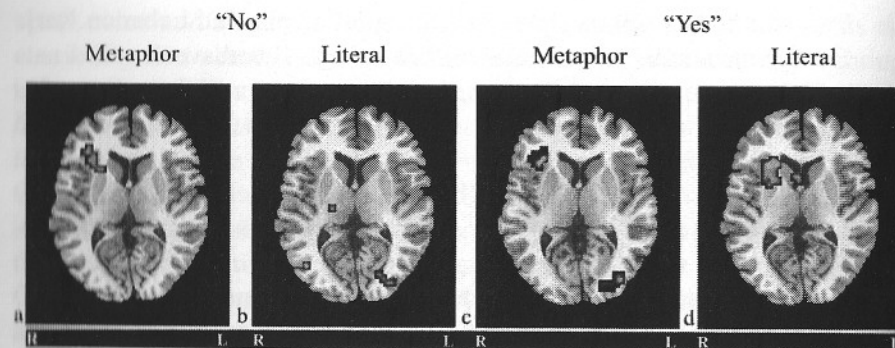 “No” “Yes”
Metaphor Literal Metaphor Literal
a b c d
R L R L R L R